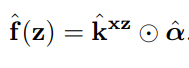 f̂(z) = k̂^xz ⊙ α̂.